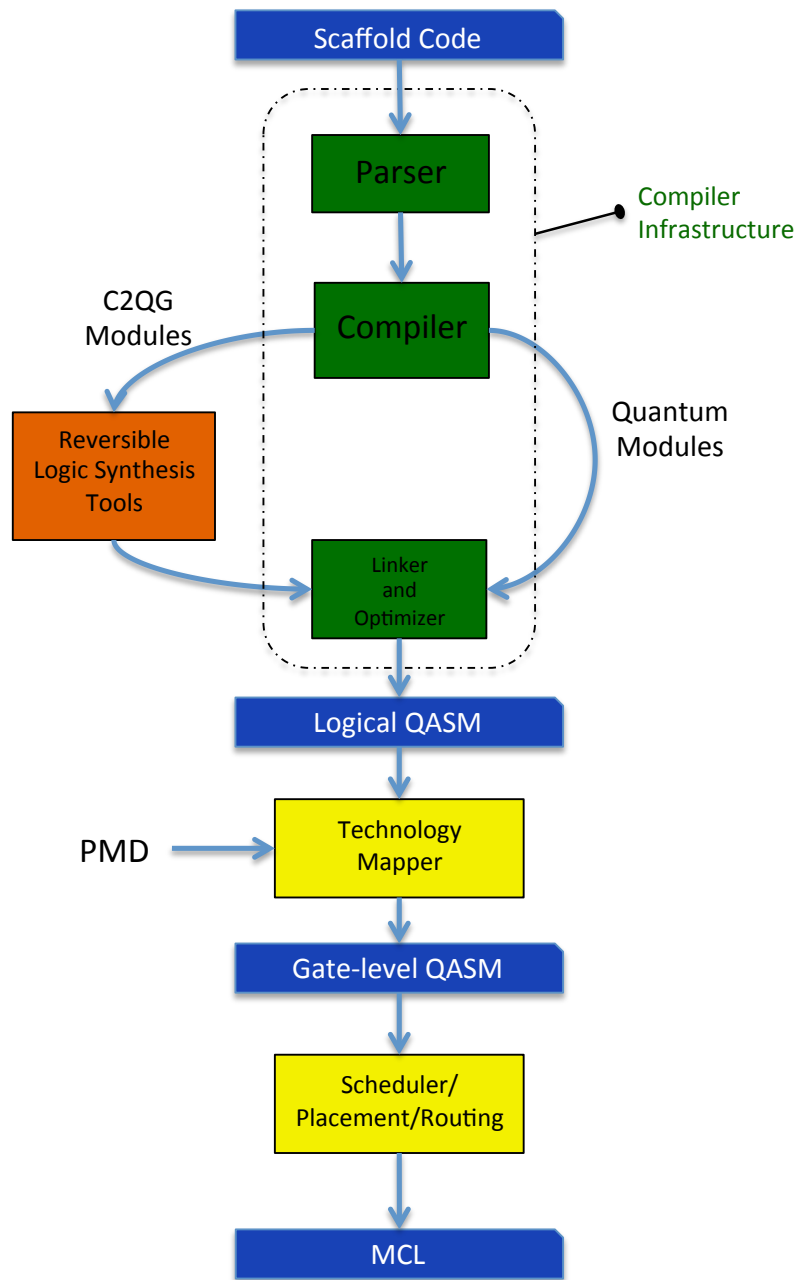 Scaffold Code
Parser
Compiler
Infrastructure
C2QG
Modules
Compiler
Quantum
Modules
Reversible
Logic Synthesis
Tools
Linker
and
Optimizer
Logical QASM
Technology
Mapper
PMD
Gate-level QASM
Scheduler/
Placement/Routing
MCL